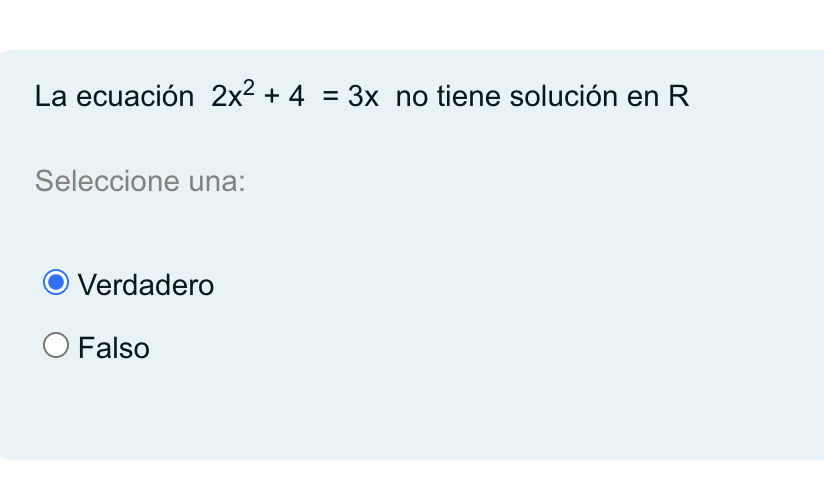 La ecuación 2x² + 4 = 3x no tiene solución en R
Seleccione una:
Verdadero
Falso